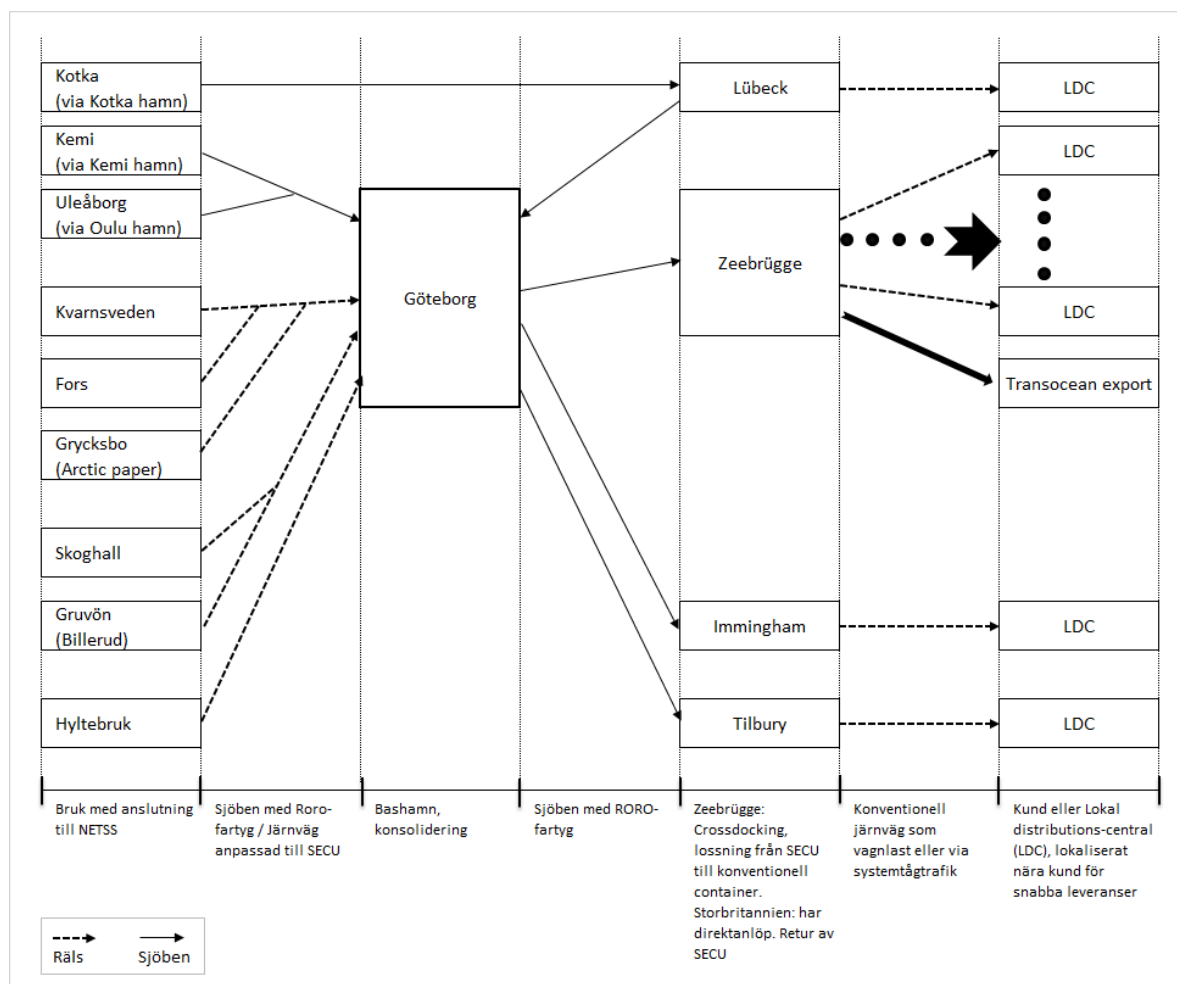 Kotka
(via Kotka hamn)
Lübeck
LDC
Kemi
(via Kemi hamn)
LDC
Uleåborg
(via Oulu hamn)
Göteborg
Zeebrügge
Kvarnsveden
LDC
Fors
Transocean export
Grycksbo
(Arctic paper)
Skoghall
Gruvön
(Billerud)
Immingham
LDC
Hyltebruk
Tilbury
LDC
Bruk med anslutning
till NETSS
Sjöben med Roro-
fartyg / Järnväg
anpassad till SECU
Bashamn,
konsolidering
Sjöben med RORO-
fartyg
Zeebrügge:
Crossdocking,
lossning från SECU
till konventionell
container.
Storbritannien: har
direktanlöp. Retur av
SECU
Konventionell
järnväg som
vagnlast eller via
systemtågtrafik
Kund eller Lokal
distributions-central
(LDC), lokaliserat
nära kund för
snabba leveranser
Räls
Sjöben